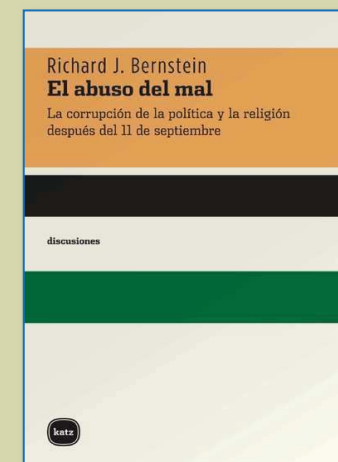 Richard J. Bernstein
El abuso del mal
La corrupción de la política y la religión
después del 11 de septiembre
discusiones
katz